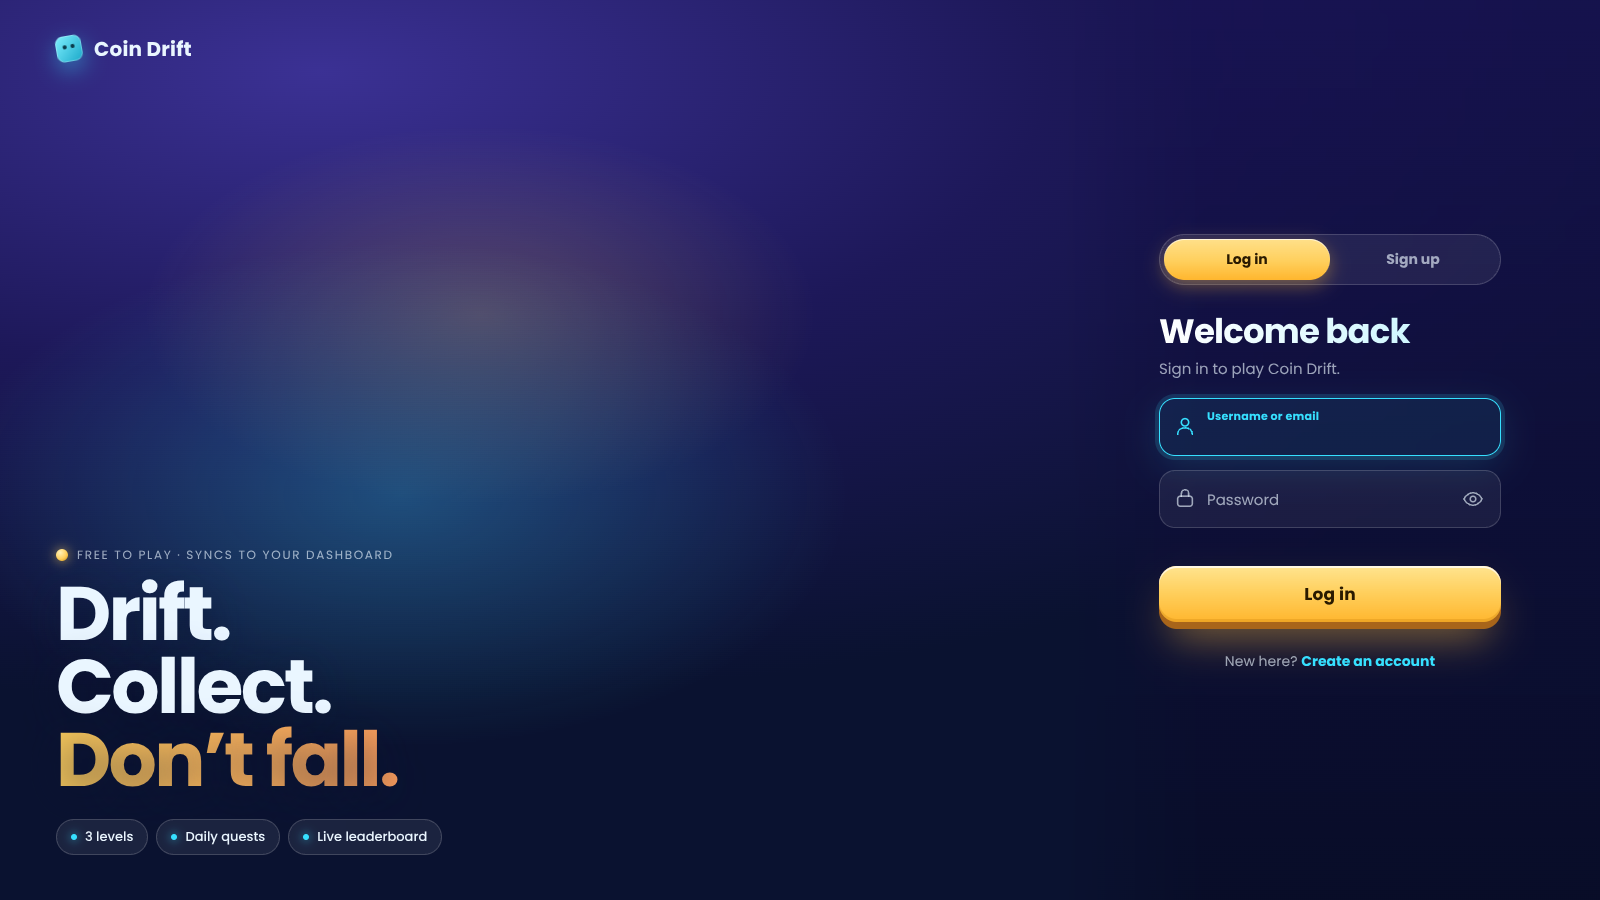 Coin Drift
FREE TO PLAY · SYNCS TO YOUR DASHBOARD
Drift.
Collect.
Don’t fall.
3 levels
Daily quests
Live leaderboard
Log in
Sign up
Welcome back
Sign in to play Coin Drift.
Username or email
Password
Log in
New here? Create an account